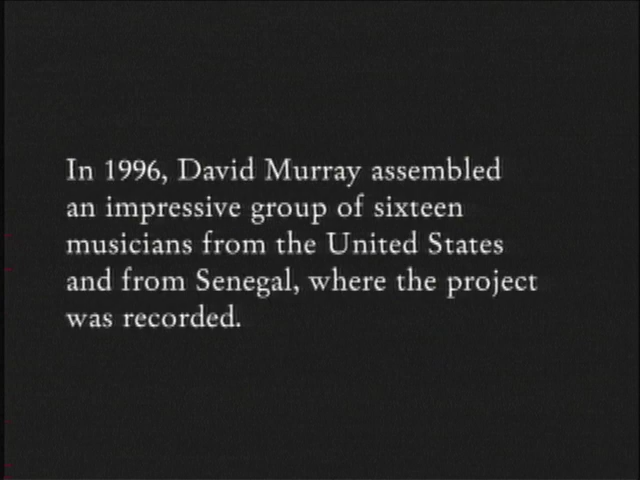 In 1996, David Murray assembled
an impressive group of sixteen
musicians from the United States
and from Senegal, where the project
was recorded.